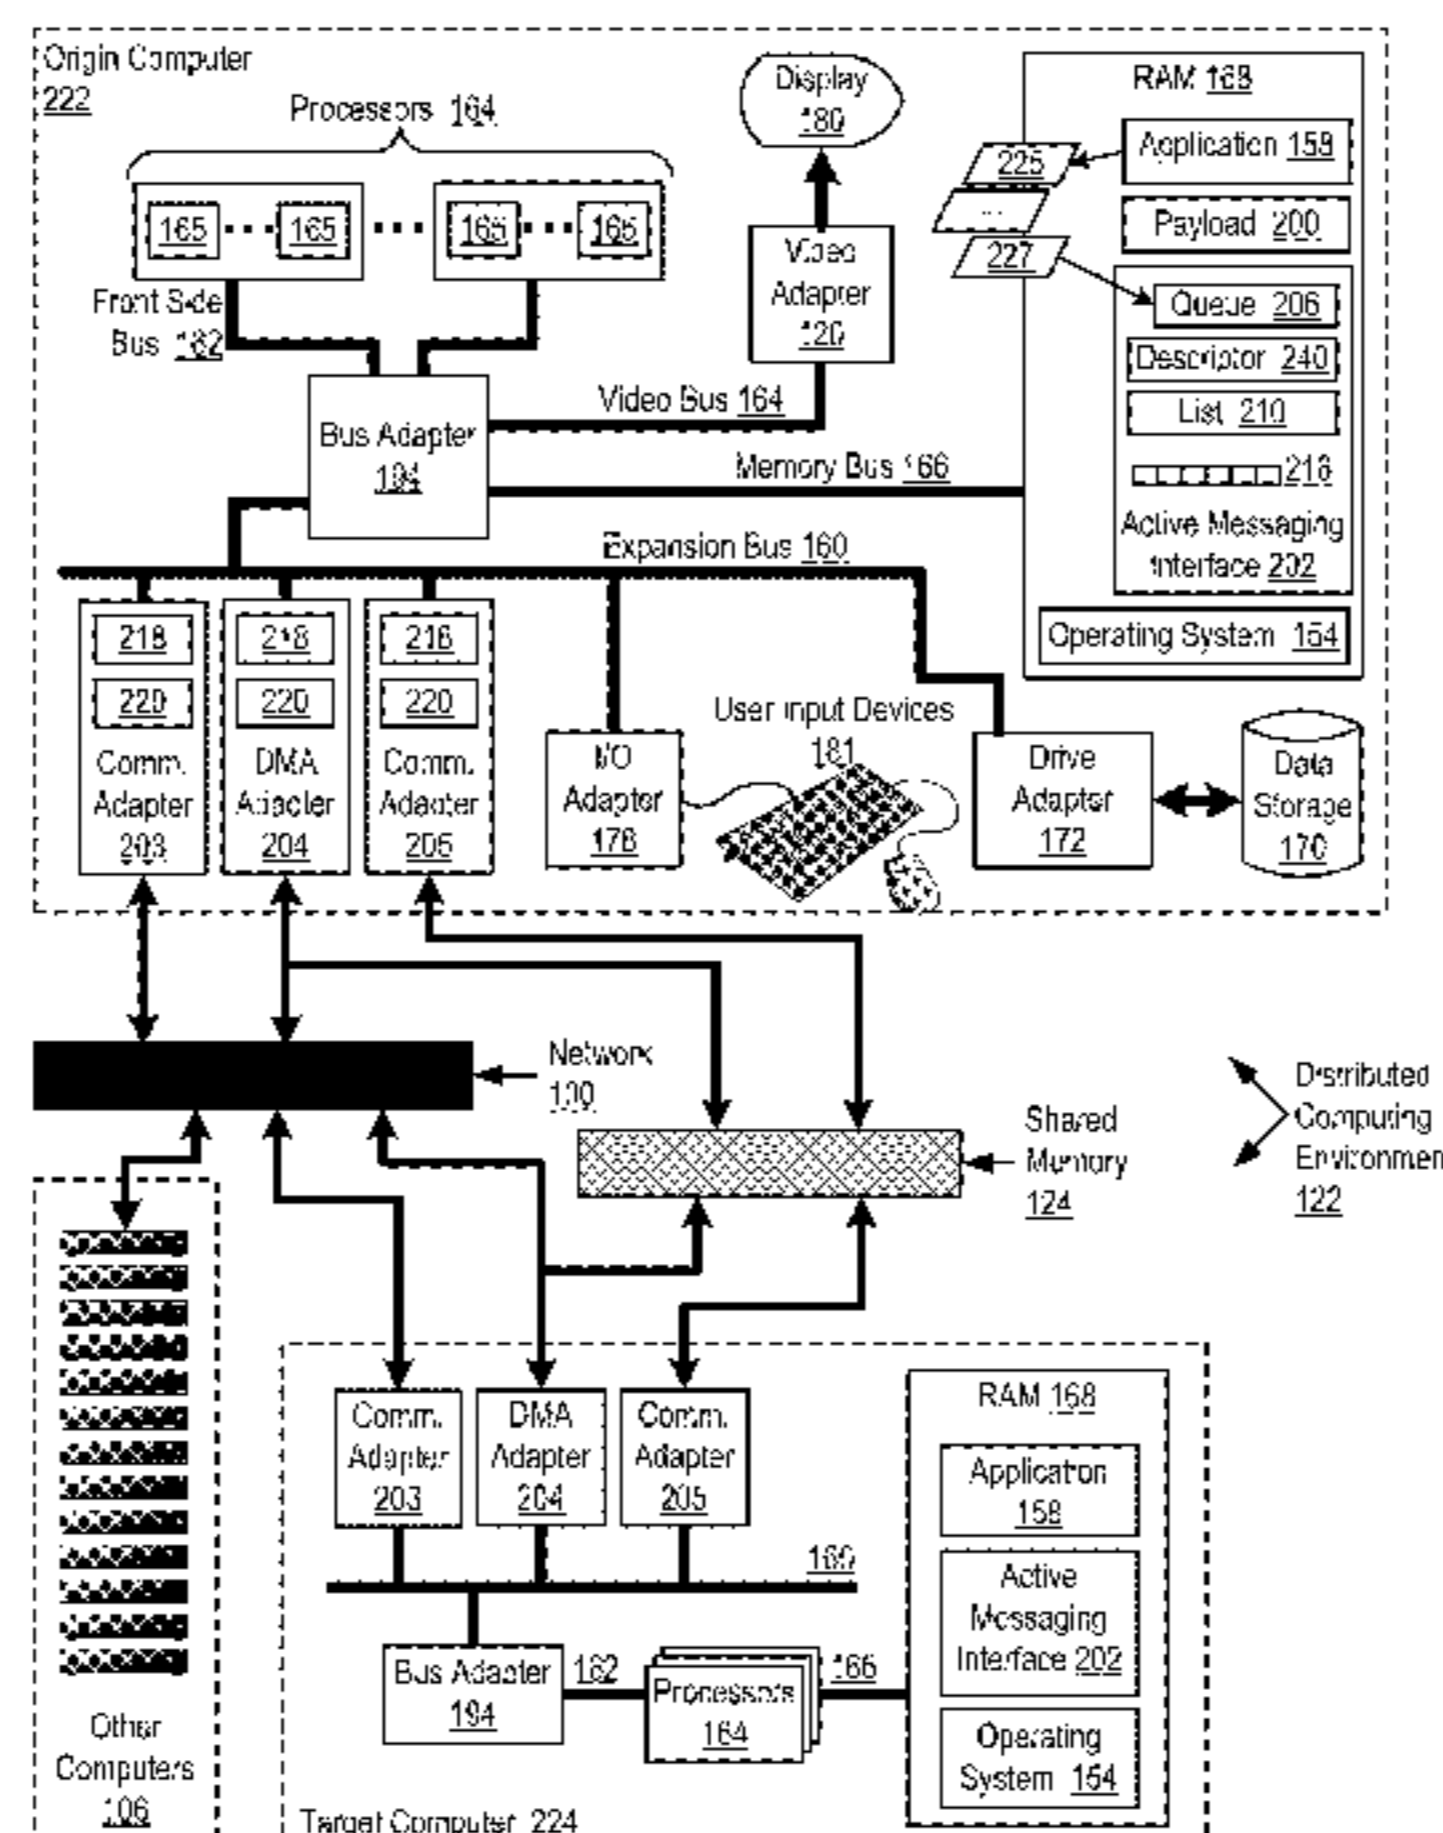 Origin Computer
222
Processors 164
165
165
165
165
Front Side
Bus 162
Display
180
Video
Adapter
120
RAM 168
Application 158
225
...
227
Payload 200
Queue 206
Descriptor 240
List 210
216
Active Messaging
Interface 202
Operating System 154
Bus Adapter
194
Video Bus 164
Memory Bus 166
Expansion Bus 160
218
220
Comm.
Adapter
203
218
220
DMA
Adapter
204
218
220
Comm.
Adapter
205
I/O
Adapter
178
User Input Devices
181
Drive
Adapter
172
Data
Storage
170
Network
100
Shared
Memory
124
Distributed
Computing
Environmen
122
Comm.
Adapter
203
DMA
Adapter
204
Comm.
Adapter
205
160
Bus Adapter
194
162
Processors
164
166
RAM 168
Application
158
Active
Messaging
Interface 202
Operating
System 154
Other
Computers
106
Target Computer 224